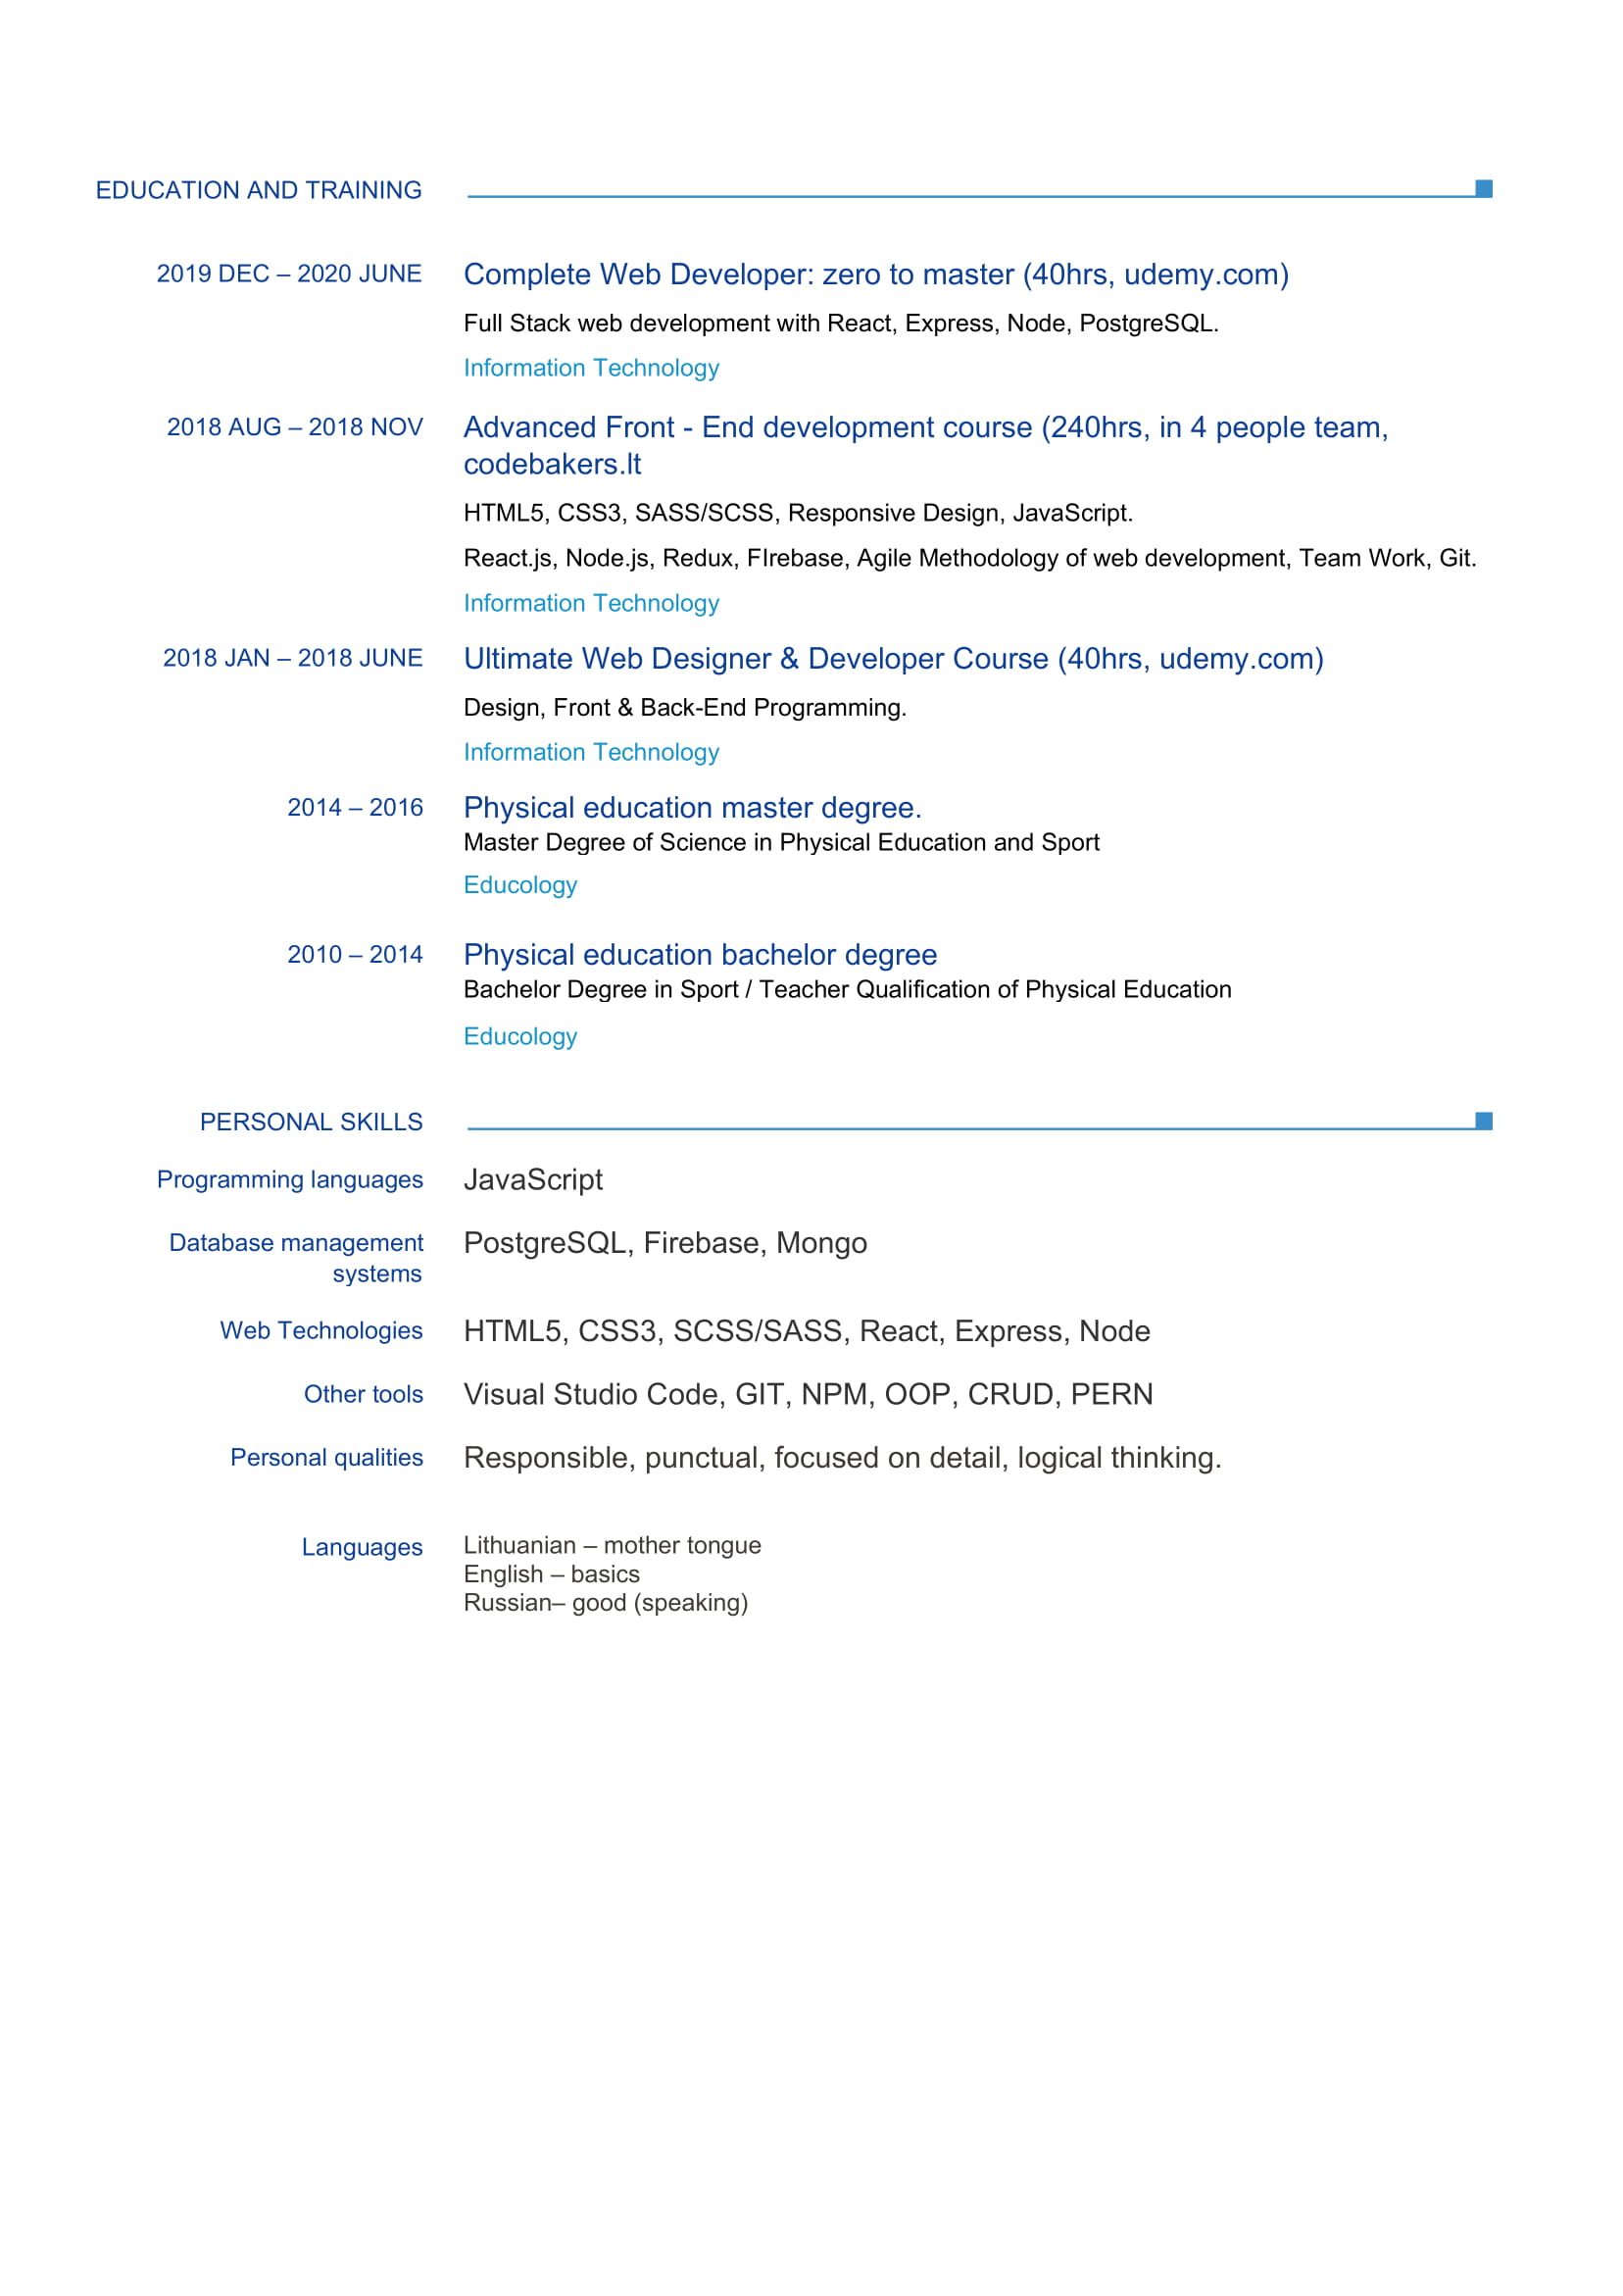 EDUCATION AND TRAINING
2019 DEC – 2020 JUNE Complete Web Developer: zero to master (40hrs, udemy.com)
Full Stack web development with React, Express, Node, PostgreSQL.
Information Technology
2018 AUG – 2018 NOV Advanced Front - End development course (240hrs, in 4 people team,
codebakers.lt
HTML5, CSS3, SASS/SCSS, Responsive Design, JavaScript.
React.js, Node.js, Redux, FIrebase, Agile Methodology of web development, Team Work, Git.
Information Technology
2018 JAN – 2018 JUNE Ultimate Web Designer & Developer Course (40hrs, udemy.com)
Design, Front & Back-End Programming.
Information Technology
2014 – 2016 Physical education master degree.
Master Degree of Science in Physical Education and Sport
Educology
2010 – 2014 Physical education bachelor degree
Bachelor Degree in Sport / Teacher Qualification of Physical Education
Educology
PERSONAL SKILLS
Programming languages JavaScript
Database management PostgreSQL, Firebase, Mongo
systems
Web Technologies HTML5, CSS3, SCSS/SASS, React, Express, Node
Other tools Visual Studio Code, GIT, NPM, OOP, CRUD, PERN
Personal qualities Responsible, punctual, focused on detail, logical thinking.
Languages Lithuanian – mother tongue
English – basics
Russian– good (speaking)